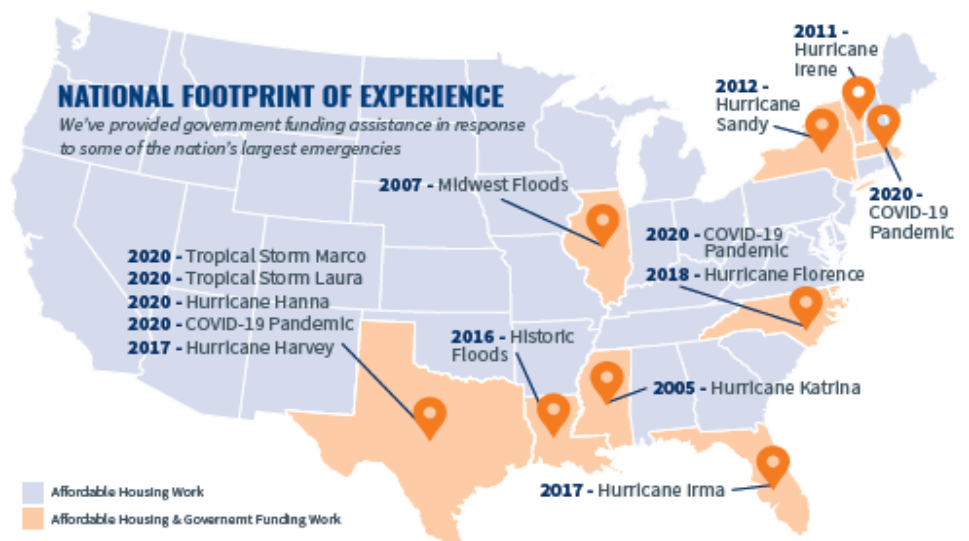 NATIONAL FOOTPRINT OF EXPERIENCE
We've provided government funding assistance in response
to some of the nation's largest emergencies
2011 -
Hurricane
Irene
2012 -
Hurricane
Sandy
2020 -
COVID-19
Pandemic
2007 - Midwest Floods
2020 - COVID-19
Pandemic
2018 - Hurricane Florence
2020 - Tropical Storm Marco
2020 - Tropical Storm Laura
2020 - Hurricane Hanna
2020 - COVID-19 Pandemic
2017 - Hurricane Harvey
2016 - Historic
Floods
2005 - Hurricane Katrina
2017 - Hurricane Irma
Affordable Housing Work
Affordable Housing & Governemt Funding Work